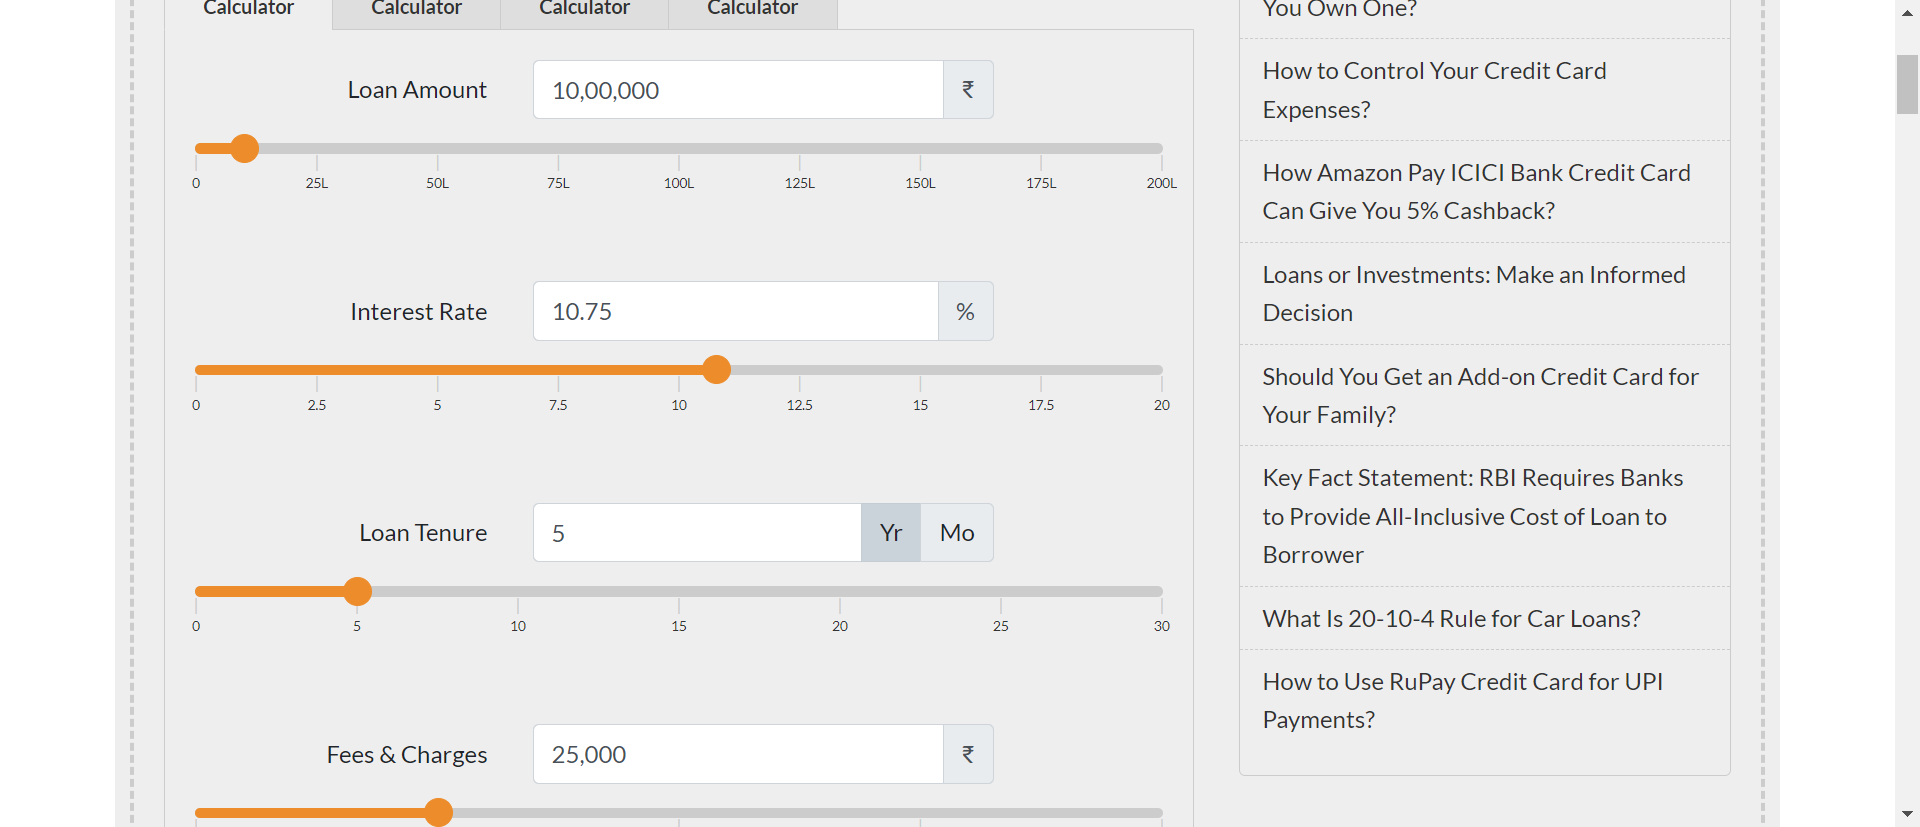 Calculator Calculator Calculator Calculator
Loan Amount 10,00,000 ₹
0 25L 50L 75L 100L 125L 150L 175L 200L
Interest Rate 10.75 %
0 2.5 5 7.5 10 12.5 15 17.5 20
Loan Tenure 5 Yr Mo
0 5 10 15 20 25 30
Fees & Charges 25,000 ₹
You Own One?
How to Control Your Credit Card
Expenses?
How Amazon Pay ICICI Bank Credit Card
Can Give You 5% Cashback?
Loans or Investments: Make an Informed
Decision
Should You Get an Add-on Credit Card for
Your Family?
Key Fact Statement: RBI Requires Banks
to Provide All-Inclusive Cost of Loan to
Borrower
What Is 20-10-4 Rule for Car Loans?
How to Use RuPay Credit Card for UPI
Payments?